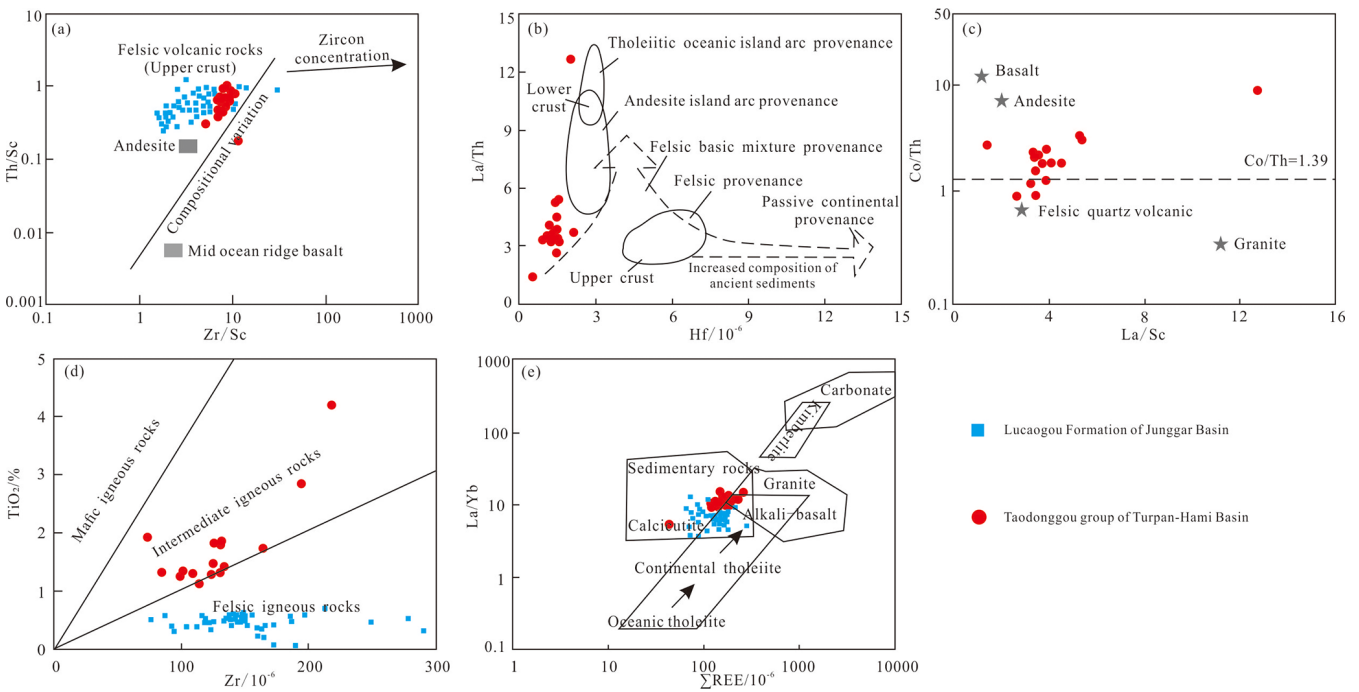 (a)
Th/Sc
10
1
0.1
0.01
0.001
0.1
1
10
100
1000
Zr/Sc
Felsic volcanic rocks
(Upper crust)
Zircon
concentration
Andesite
Compositional variation
Mid ocean ridge basalt
(b)
La/Th
15
12
9
6
3
0
0
3
6
9
12
15
Hf/10⁻⁶
Tholeiitic oceanic island arc provenance
Lower
crust
Andesite island arc provenance
Felsic basic mixture provenance
Felsic provenance
Passive continental
provenance
Upper crust
Increased composition of
ancient sediments
(c)
Co/Th
50
10
1
0.1
0
4
8
12
16
La/Sc
Basalt
Andesite
Co/Th=1.39
Felsic quartz volcanic
Granite
(d)
TiO₂/%
5
4
3
2
1
0
0
100
200
300
Zr/10⁻⁶
Mafic igneous rocks
Intermediate igneous rocks
Felsic igneous rocks
(e)
La/Yb
1000
100
10
1
0.1
1
10
100
1000
10000
∑REE/10⁻⁶
Carbonate
Kimberlite
Sedimentary rocks
Granite
Calcieutite
Alkali-basalt
Continental tholeiite
Oceanic tholelite
Lucaogou Formation of Junggar Basin
Taodonggou group of Turpan-Hami Basin